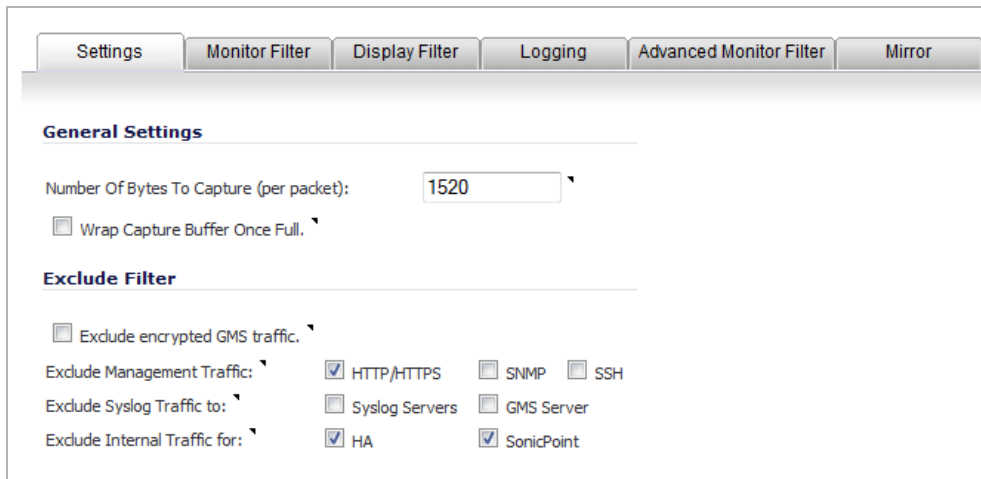 Settings Monitor Filter Display Filter Logging Advanced Monitor Filter Mirror
General Settings
Number Of Bytes To Capture (per packet): 1520
Wrap Capture Buffer Once Full.
Exclude Filter
Exclude encrypted GMS traffic.
Exclude Management Traffic: HTTP/HTTPS SNMP SSH
Exclude Syslog Traffic to: Syslog Servers GMS Server
Exclude Internal Traffic for: HA SonicPoint